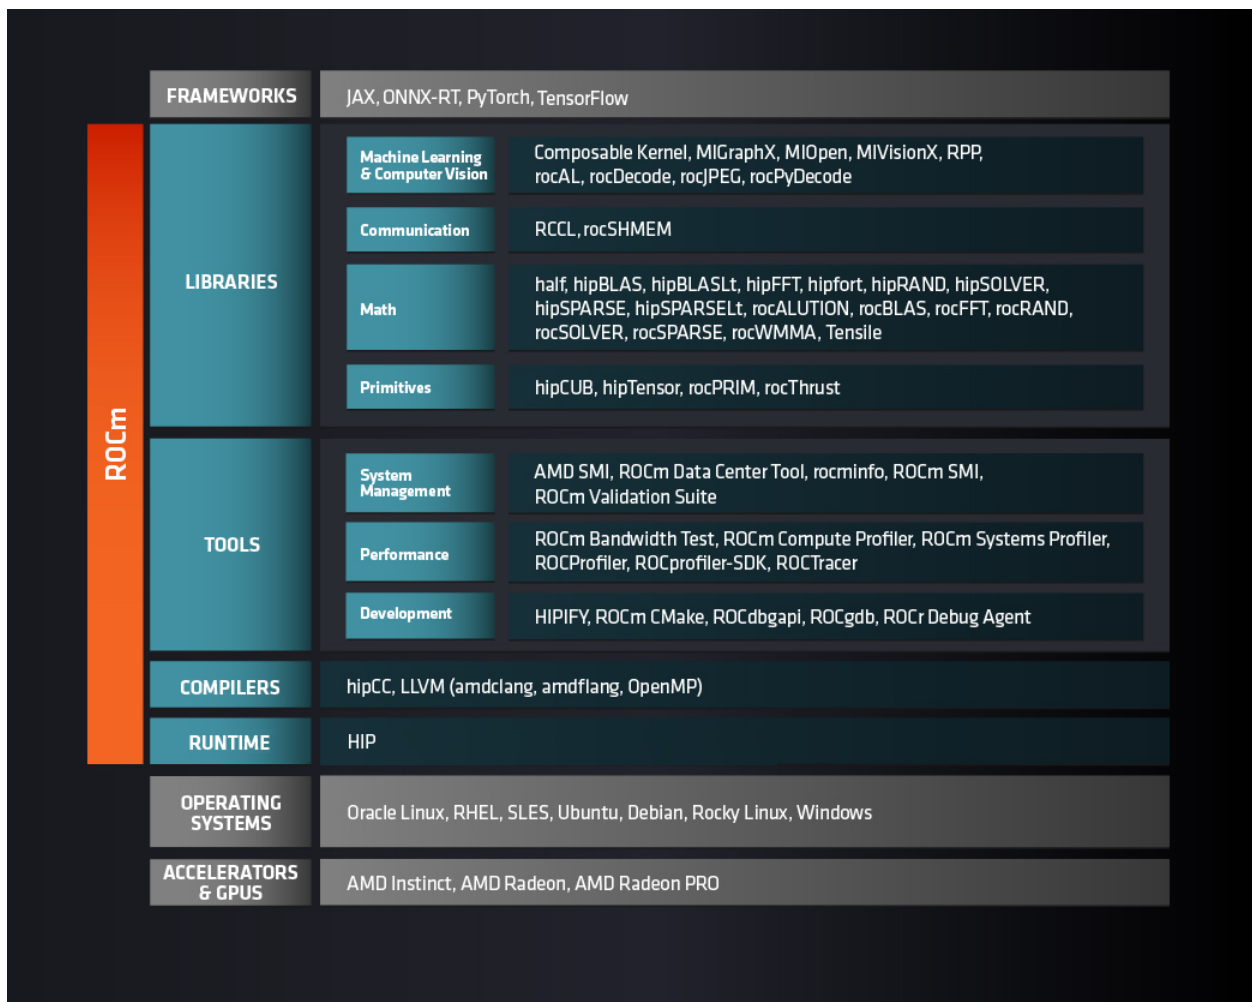 FRAMEWORKS
JAX, ONNX-RT, PyTorch, TensorFlow
ROCm
LIBRARIES
Machine Learning
& Computer Vision
Composable Kernel, MIGraphX, MIOpen, MIVisionX, RPP,
rocAL, rocDecode, rocJPEG, rocPyDecode
Communication
RCCL, rocSHMEM
Math
half, hipBLAS, hipBLASLt, hipFFT, hipfort, hipRAND, hipSOLVER,
hipSPARSE, hipSPARSELt, rocALUTION, rocBLAS, rocFFT, rocRAND,
rocSOLVER, rocSPARSE, rocWMMA, Tensile
Primitives
hipCUB, hipTensor, rocPRIM, rocThrust
TOOLS
System
Management
AMD SMI, ROCm Data Center Tool, rocminfo, ROCm SMI,
ROCm Validation Suite
Performance
ROCm Bandwidth Test, ROCm Compute Profiler, ROCm Systems Profiler,
ROCProfiler, ROCprofiler-SDK, ROCTracer
Development
HIPIFY, ROCm CMake, ROCdbgapi, ROCgdb, ROCr Debug Agent
COMPILERS
hipCC, LLVM (amdclang, amdflang, OpenMP)
RUNTIME
HIP
OPERATING
SYSTEMS
Oracle Linux, RHEL, SLES, Ubuntu, Debian, Rocky Linux, Windows
ACCELERATORS
& GPUS
AMD Instinct, AMD Radeon, AMD Radeon PRO